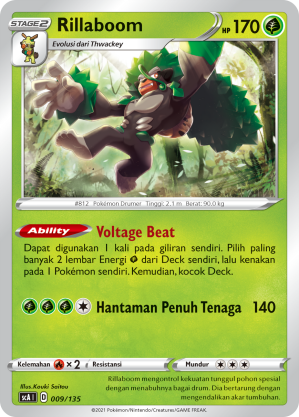 STAGE 2
Rillaboom
HP 170
Evolusi dari Thwackey
#812 Pokémon Drumer Tinggi: 2.1 m Berat: 90.0 kg
Ability Voltage Beat
Dapat digunakan 1 kali pada giliran sendiri. Pilih paling
banyak 2 lembar Energi dari Deck sendiri, lalu kenakan
pada 1 Pokémon sendiri. Kemudian, kocok Deck.
Hantaman Penuh Tenaga 140
Kelemahan × 2 Resistansi Mundur
Illus. Kouki Saitou
sc1 I D 009/135
Rillaboom mengontrol kekuatan tunggul pohon spesial
dengan menabuhnya bagai drum. Bertarung dengan
mengendalikan akar tumbuhan.
©2021 Pokémon/Nintendo/Creatures/GAME FREAK.